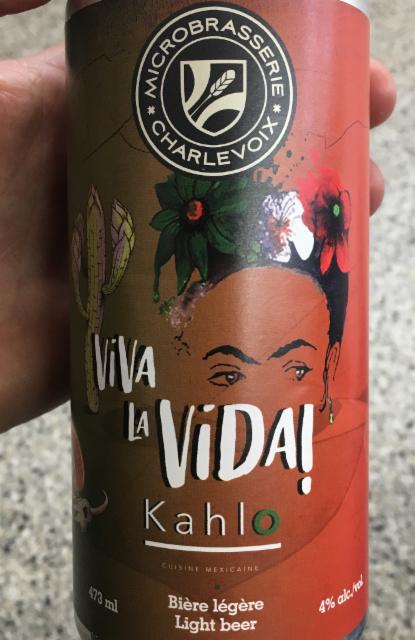 MICROBRASSERIE
CHARLEVOIX
VIVA
LA ViDA!
Kahlo
CUISINE MEXICAINE
473 ml
Bière légère
Light beer
4% alc./vol